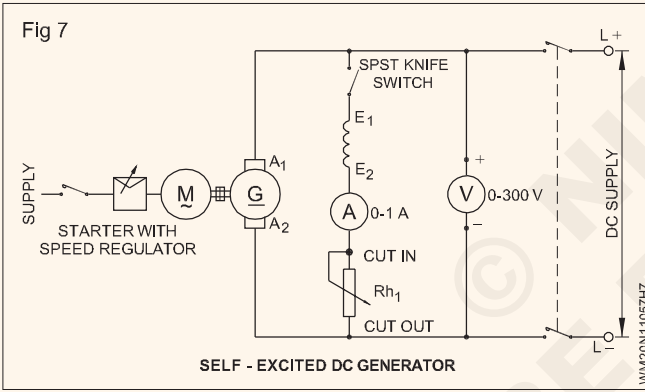 Fig 7
L +
SPST KNIFE
SWITCH
E1
E2
SUPPLY
M
~
G
A1
A2
A
0-1 A
V
+
−
0-300 V
DC SUPPLY
STARTER WITH
SPEED REGULATOR
CUT IN
Rh1
CUT OUT
L −
SELF - EXCITED DC GENERATOR
WM20N11057HZ
©